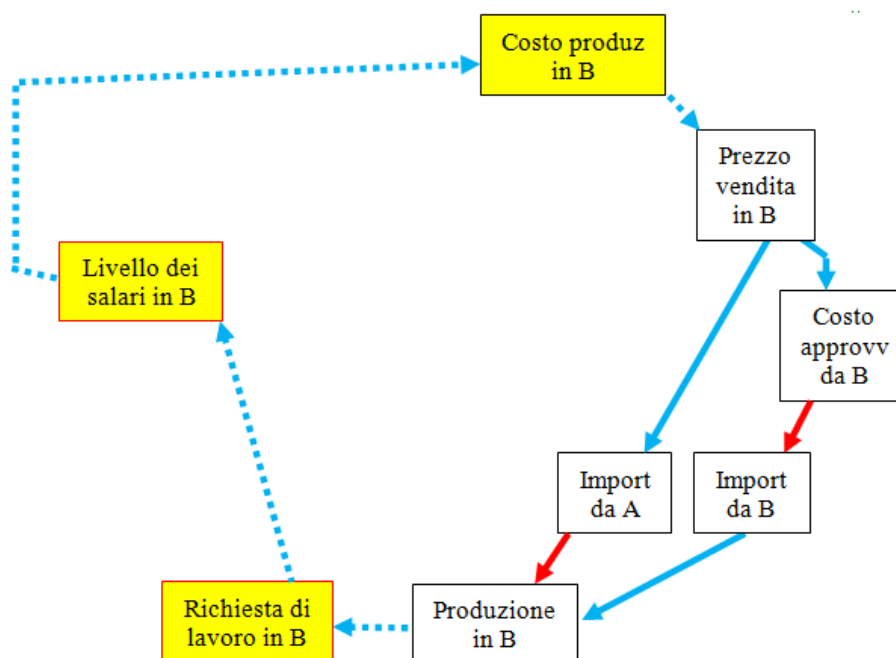 Costo produz
in B
Prezzo
vendita
in B
Livello dei
salari in B
Costo
approvv
da B
Import
da A
Import
da B
Richiesta di
lavoro in B
Produzione
in B